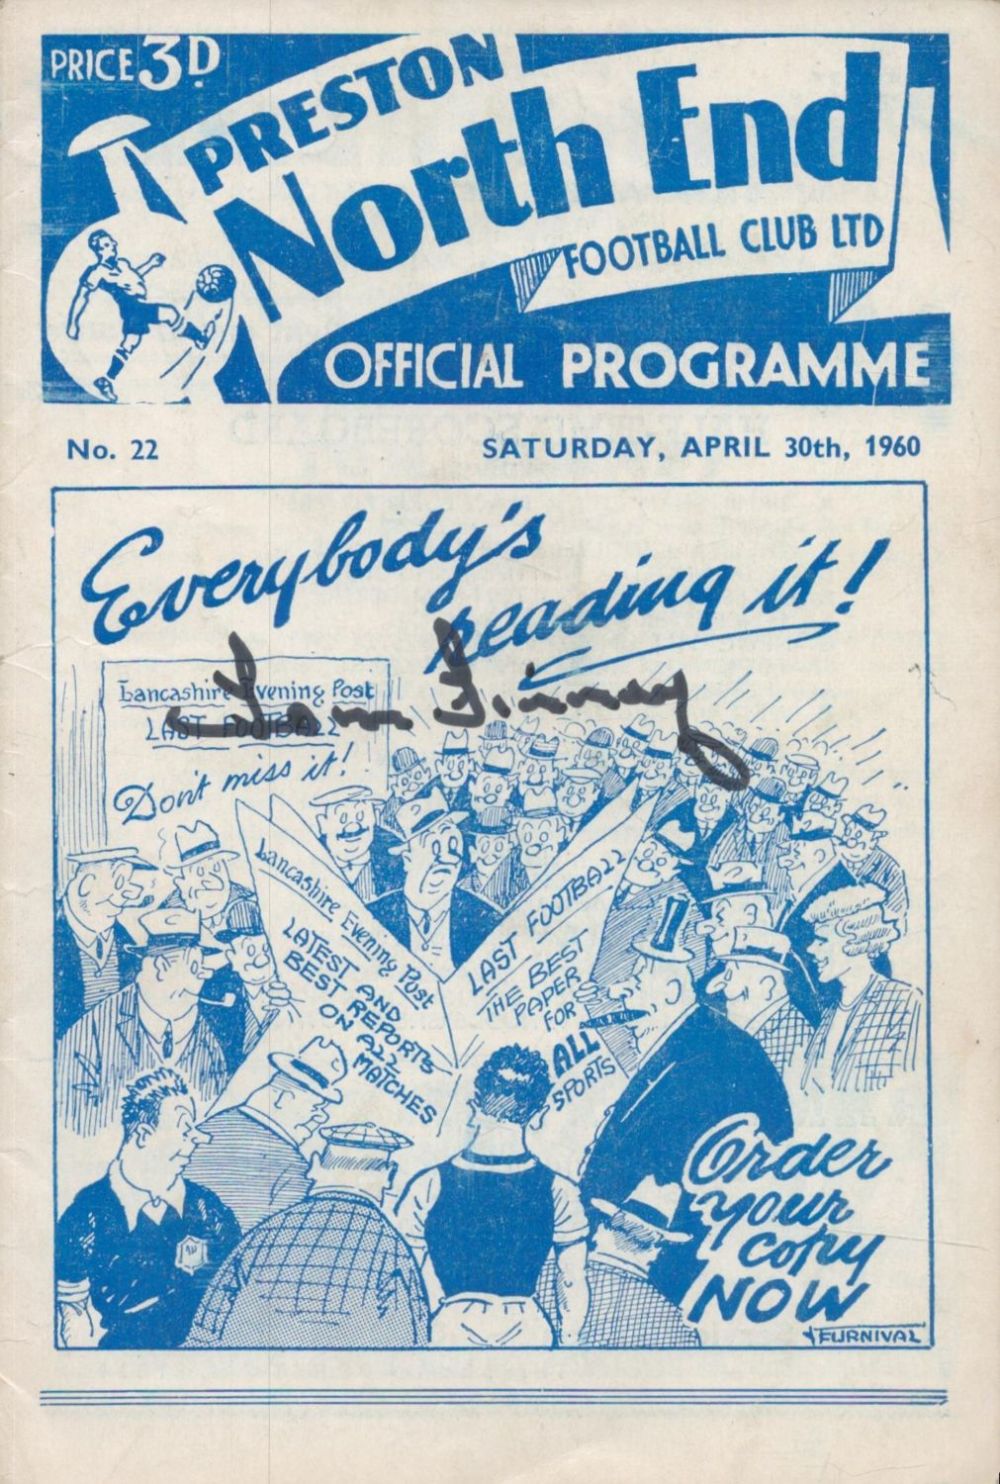 PRICE 3D.
PRESTON
North End
FOOTBALL CLUB LTD
OFFICIAL PROGRAMME
No. 22
SATURDAY, APRIL 30th, 1960
Everybody's
reading it!
Tom Finney
Lancashire Evening Post
LAST FOOTBALL
Don't miss it!
Lancashire Evening Post
LATEST AND
BEST REPORTS
ON ALL
MATCHES
LAST FOOTBALL
THE BEST
PAPER
FOR
ALL
SPORTS
Order
your
copy
NOW
FURNIVAL